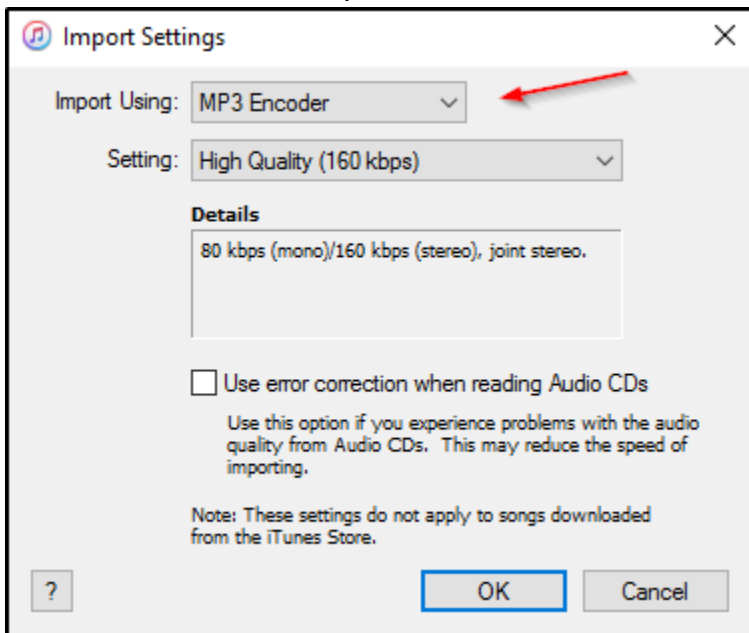 Import Settings
Import Using: MP3 Encoder
Setting: High Quality (160 kbps)
Details
80 kbps (mono)/160 kbps (stereo), joint stereo.
Use error correction when reading Audio CDs
Use this option if you experience problems with the audio
quality from Audio CDs. This may reduce the speed of
importing.
Note: These settings do not apply to songs downloaded
from the iTunes Store.
? OK Cancel